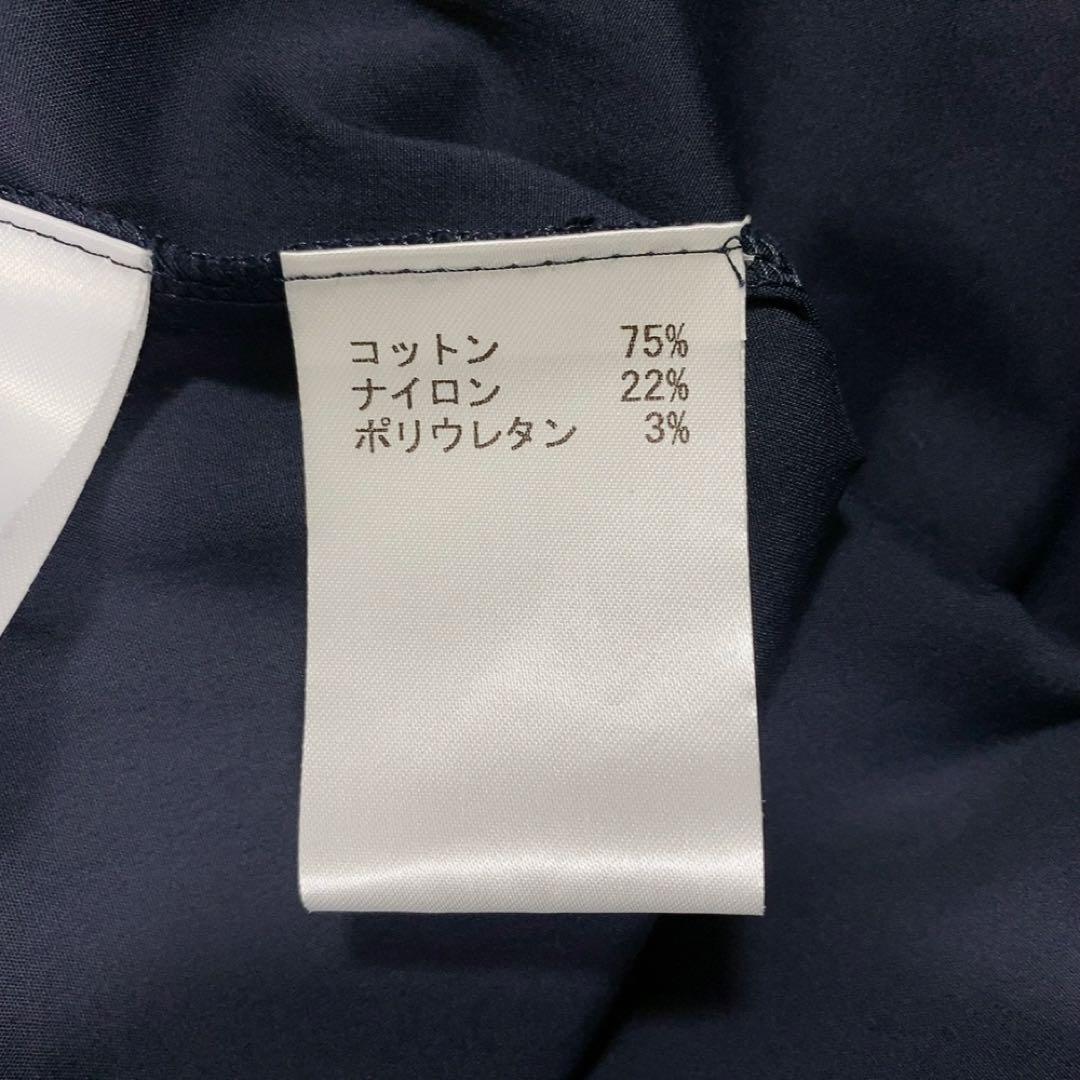 コットン 75%
ナイロン 22%
ポリウレタン 3%